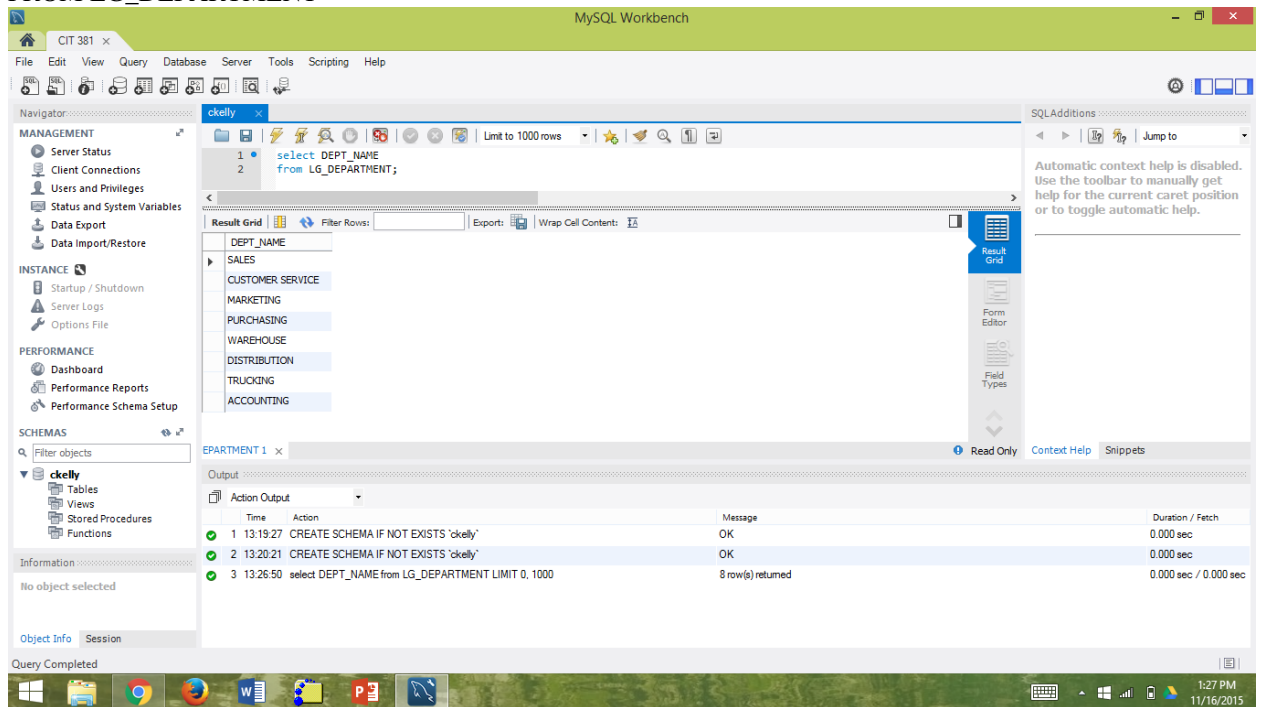 FROM LG_DEPARTMENT
MySQL Workbench
CIT 381 ×
File Edit View Query Database Server Tools Scripting Help
Navigator
MANAGEMENT
Server Status
Client Connections
Users and Privileges
Status and System Variables
Data Export
Data Import/Restore
INSTANCE
Startup / Shutdown
Server Logs
Options File
PERFORMANCE
Dashboard
Performance Reports
Performance Schema Setup
SCHEMAS
Filter objects
ckelly
Tables
Views
Stored Procedures
Functions
Information
No object selected
Object Info Session
Query Completed
ckelly ×
Limit to 1000 rows
1 select DEPT_NAME
2 from LG_DEPARTMENT;
Result Grid Filter Rows: Export: Wrap Cell Content:
DEPT_NAME
SALES
CUSTOMER SERVICE
MARKETING
PURCHASING
WAREHOUSE
DISTRIBUTION
TRUCKING
ACCOUNTING
Result
Grid
Form
Editor
Field
Types
EPARTMENT 1 ×
Read Only
Output
Action Output
Time Action Message Duration / Fetch
1 13:19:27 CREATE SCHEMA IF NOT EXISTS `ckelly` OK 0.000 sec
2 13:20:21 CREATE SCHEMA IF NOT EXISTS `ckelly` OK 0.000 sec
3 13:26:50 select DEPT_NAME from LG_DEPARTMENT LIMIT 0, 1000 8 row(s) returned 0.000 sec / 0.000 sec
SQLAdditions
Jump to
Automatic context help is disabled.
Use the toolbar to manually get
help for the current caret position
or to toggle automatic help.
Context Help Snippets
1:27 PM
11/16/2015